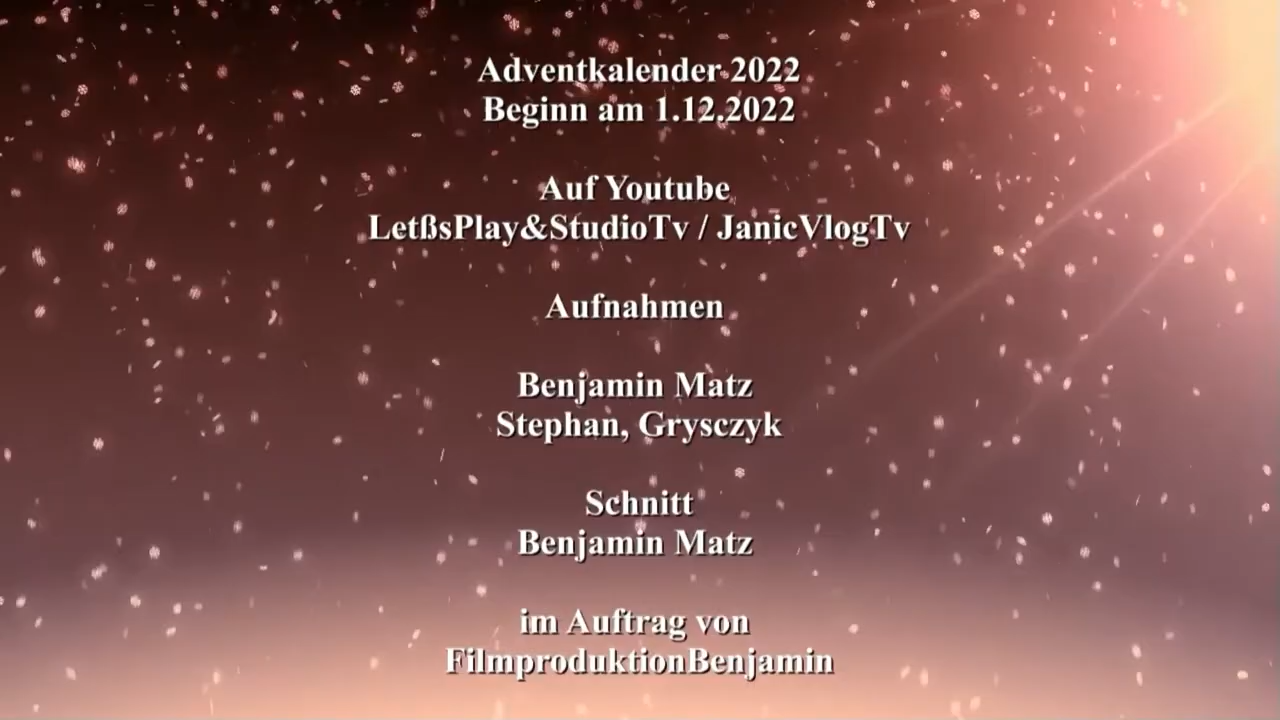 Adventkalender 2022
Beginn am 1.12.2022
Auf Youtube
LetßsPlay&StudioTv / JanicVlogTv
Aufnahmen
Benjamin Matz
Stephan, Grysczyk
Schnitt
Benjamin Matz
im Auftrag von
FilmproduktionBenjamin